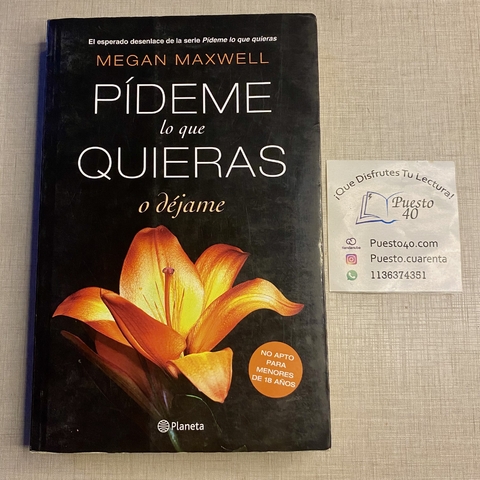 El esperado desenlace de la serie Pídeme lo que quieras
MEGAN MAXWELL
PÍDEME
lo que
QUIERAS
o déjame
NO APTO
PARA
MENORES
DE 18 AÑOS
Planeta
¡Que Disfrutes Tu Lectura!
Puesto
40
Puesto40.com
Puesto.cuarenta
1136374351